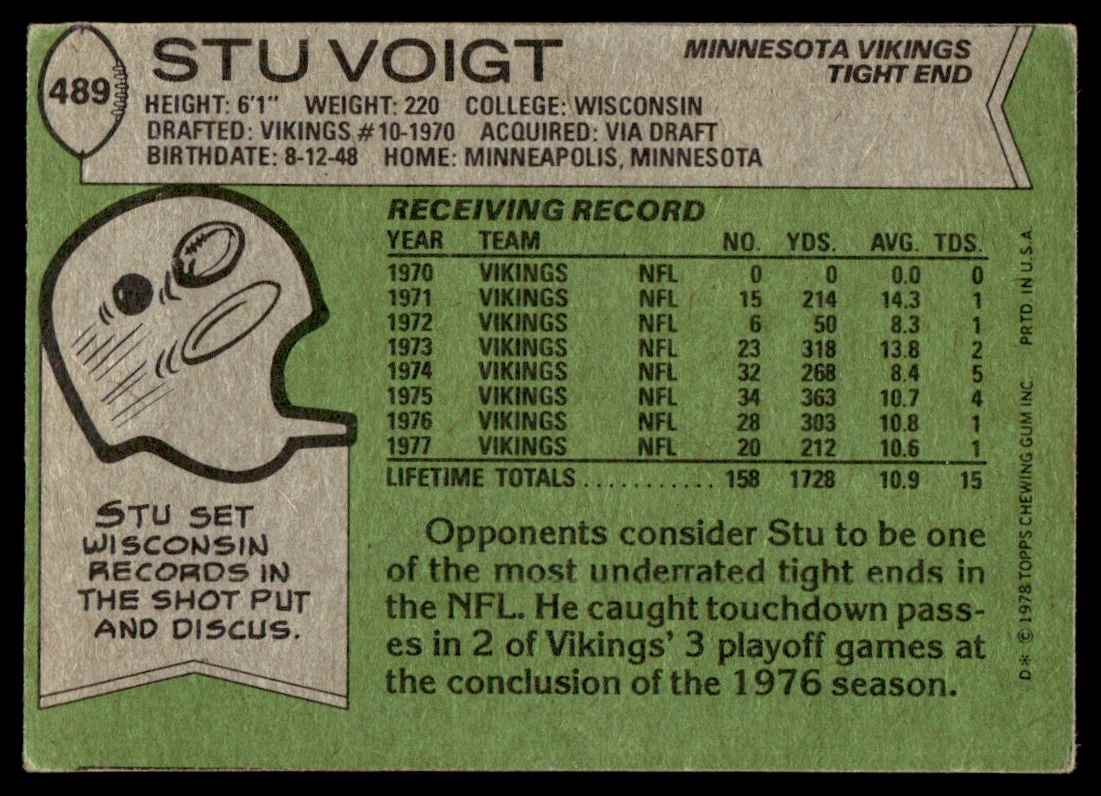 489
STU VOIGT
MINNESOTA VIKINGS
TIGHT END
HEIGHT: 6'1" WEIGHT: 220 COLLEGE: WISCONSIN
DRAFTED: VIKINGS #10-1970 ACQUIRED: VIA DRAFT
BIRTHDATE: 8-12-48 HOME: MINNEAPOLIS, MINNESOTA
RECEIVING RECORD
YEAR TEAM NO. YDS. AVG. TDS.
1970 VIKINGS NFL 0 0 0.0 0
1971 VIKINGS NFL 15 214 14.3 1
1972 VIKINGS NFL 6 50 8.3 1
1973 VIKINGS NFL 23 318 13.8 2
1974 VIKINGS NFL 32 268 8.4 5
1975 VIKINGS NFL 34 363 10.7 4
1976 VIKINGS NFL 28 303 10.8 1
1977 VIKINGS NFL 20 212 10.6 1
LIFETIME TOTALS ........... 158 1728 10.9 15
STU SET
WISCONSIN
RECORDS IN
THE SHOT PUT
AND DISCUS.
Opponents consider Stu to be one
of the most underrated tight ends in
the NFL. He caught touchdown pass-
es in 2 of Vikings' 3 playoff games at
the conclusion of the 1976 season.
D* © 1978 TOPPS CHEWING GUM INC. PRTD. IN U.S.A.